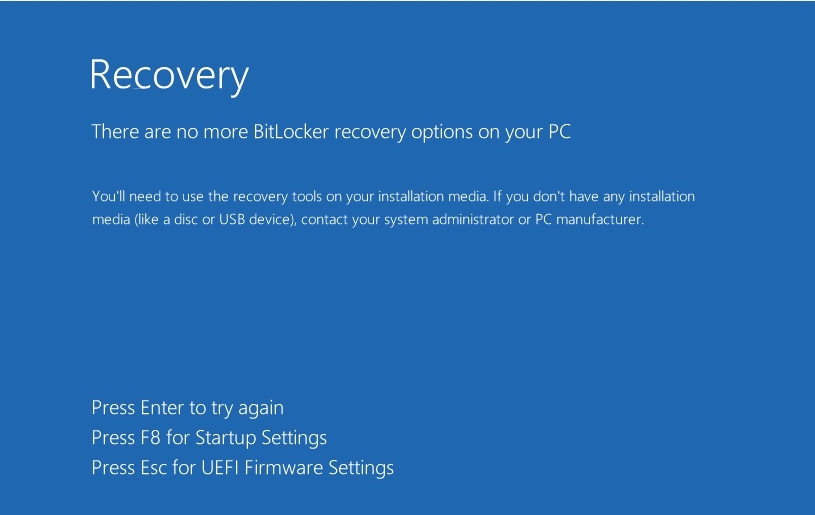 Recovery
There are no more BitLocker recovery options on your PC
You'll need to use the recovery tools on your installation media. If you don't have any installation
media (like a disc or USB device), contact your system administrator or PC manufacturer.
Press Enter to try again
Press F8 for Startup Settings
Press Esc for UEFI Firmware Settings